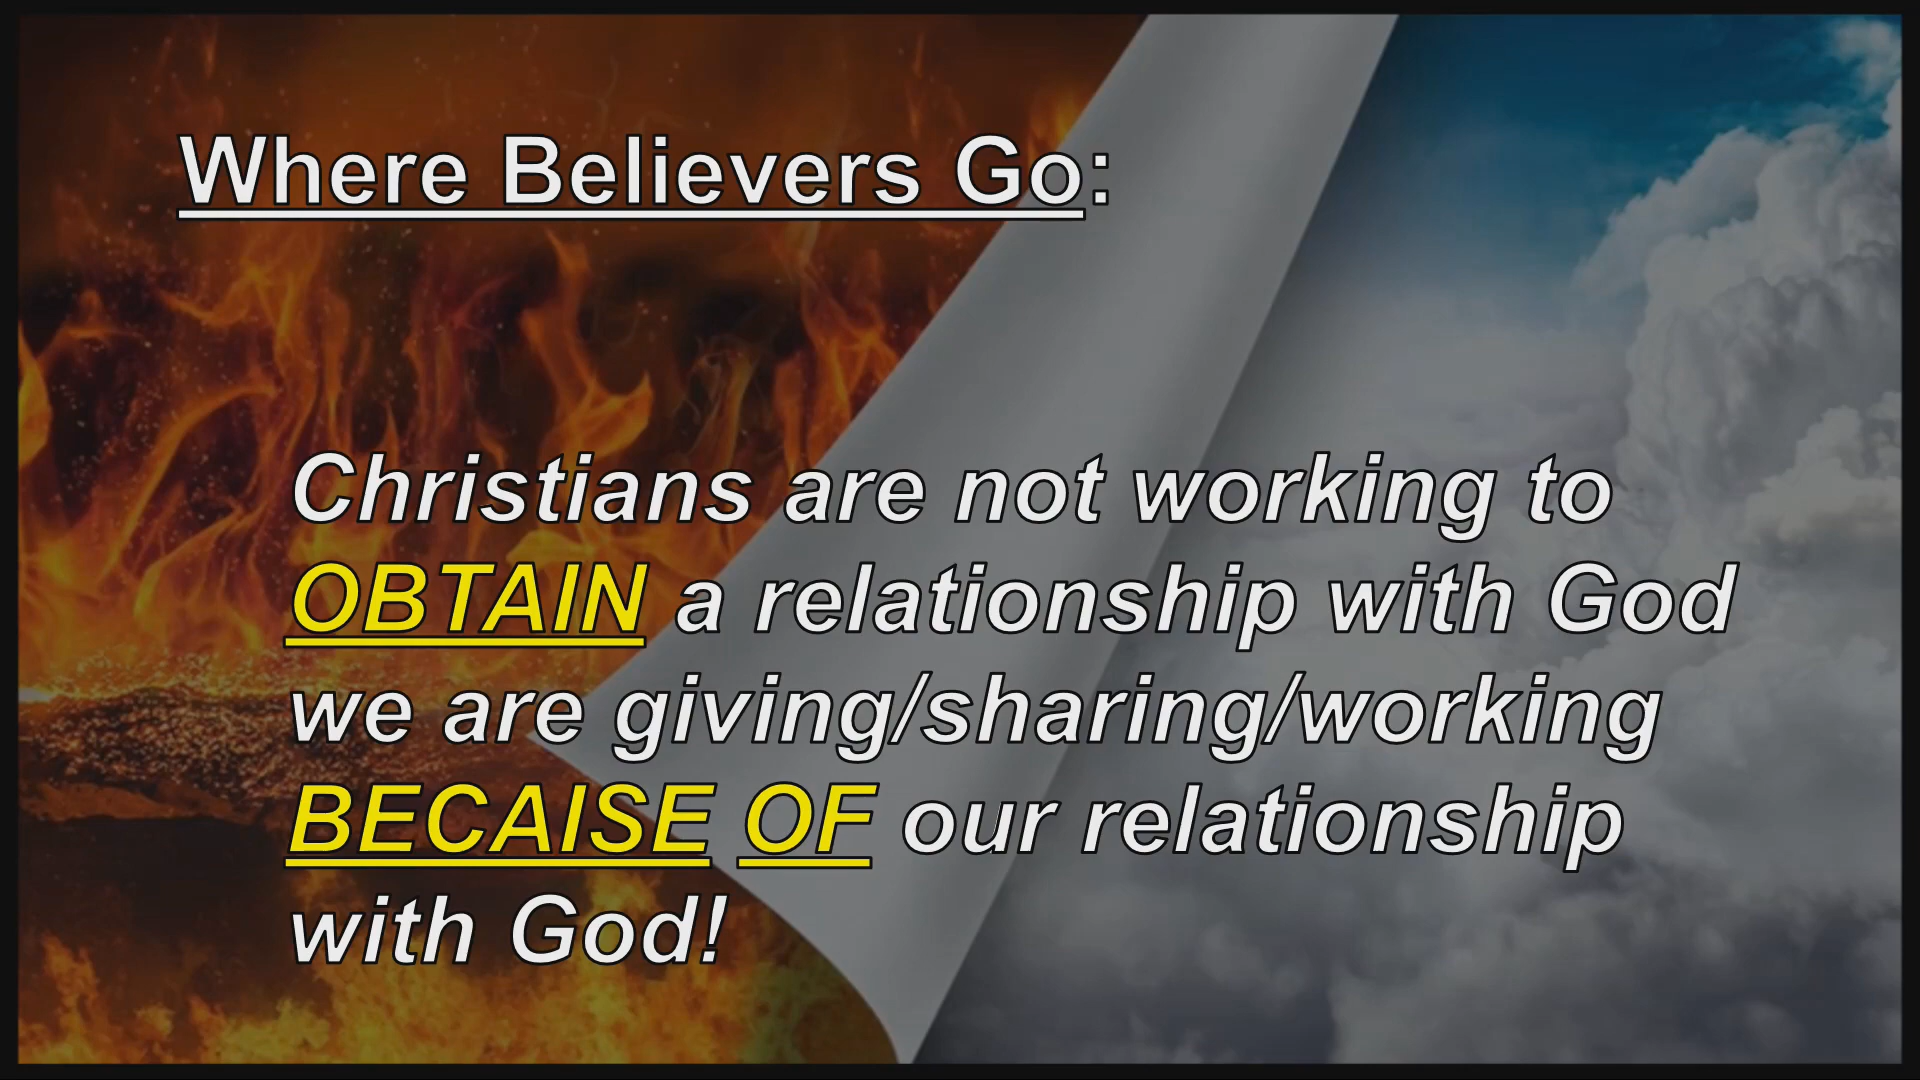 Where Believers Go:
Christians are not working to
OBTAIN a relationship with God
we are giving/sharing/working
BECAISE OF our relationship
with God!